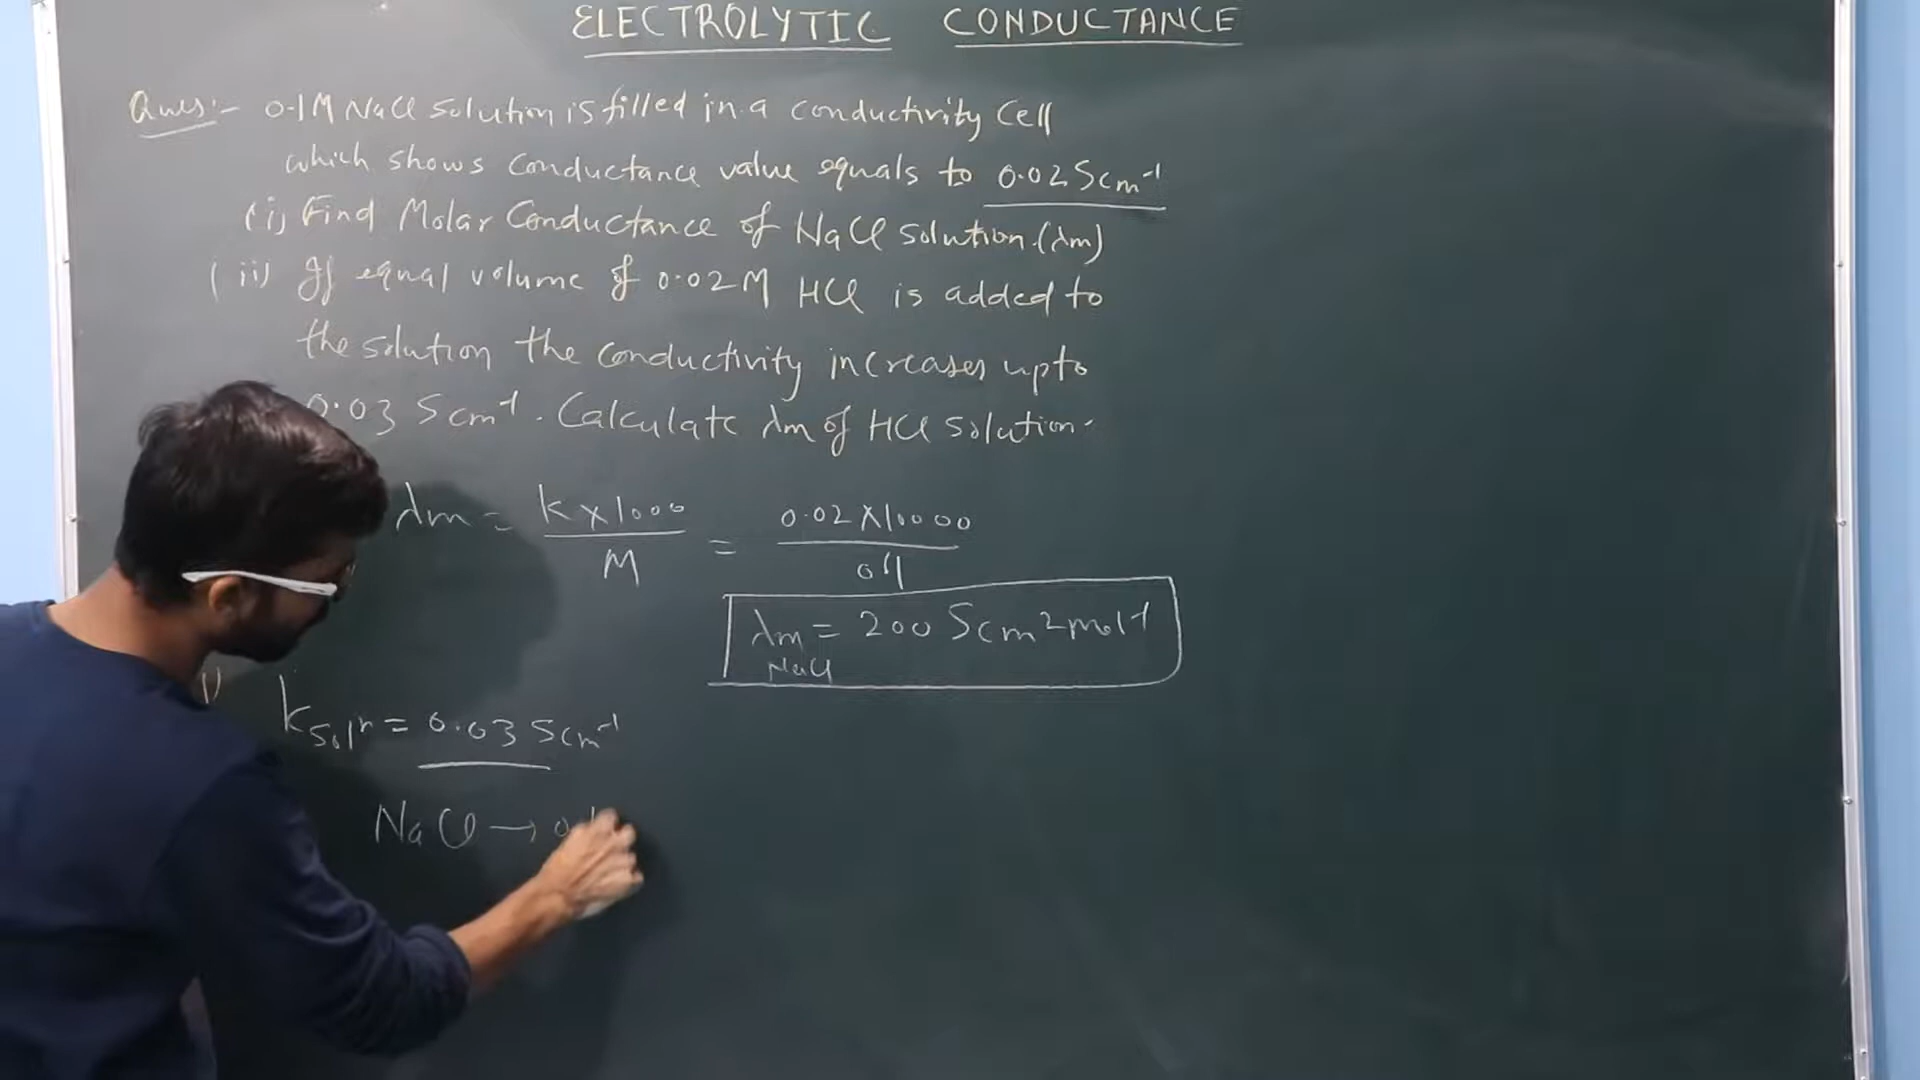 ELECTROLYTIC CONDUCTANCE
Ques:- 0.1M NaCl solution is filled in a conductivity Cell
which shows Conductance value equals to 0.02 Scm⁻¹
(i) Find Molar Conductance of NaCl solution.(λm)
(ii) If equal volume of 0.02M HCl is added to
the solution the conductivity increases upto
0.03 Scm⁻¹. Calculate λm of HCl solution.
λm = K×1000 / M = 0.02×10000 / 0.1
λm NaCl = 200 Scm²mol⁻¹
Ksolⁿ = 0.03 Scm⁻¹
NaCl →